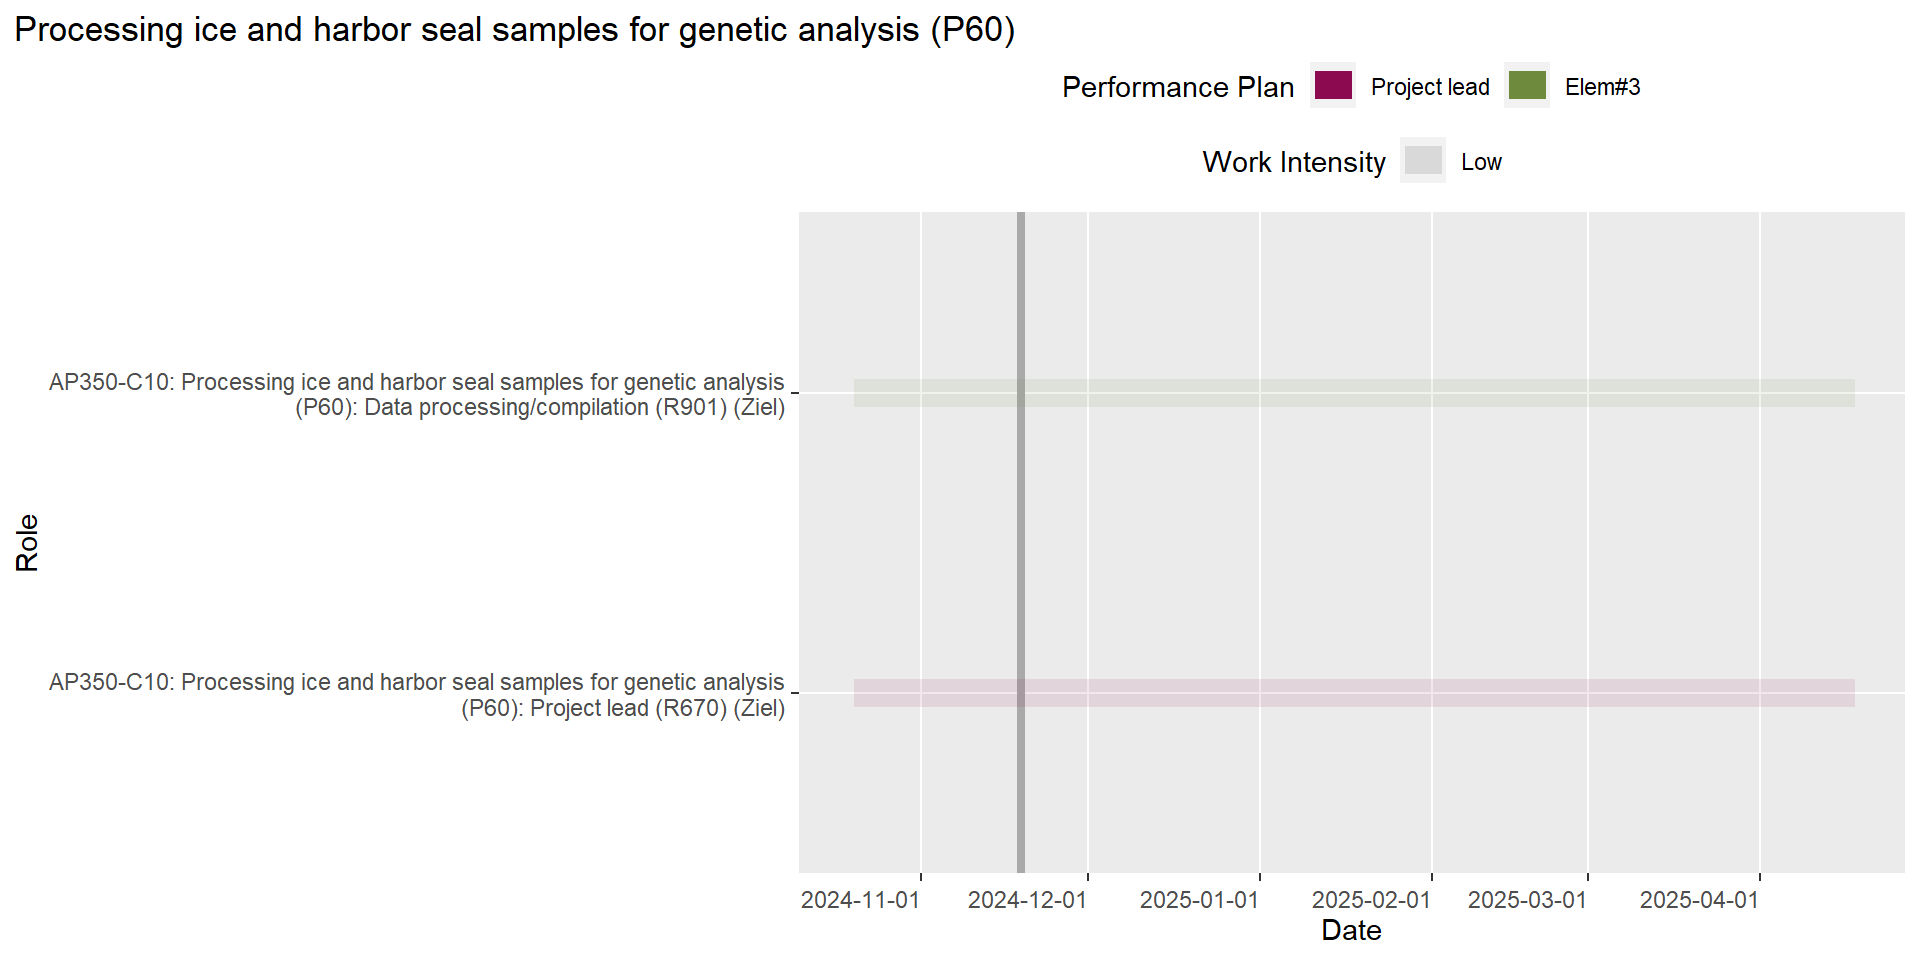 Processing ice and harbor seal samples for genetic analysis (P60)
Performance Plan Project lead Elem#3
Work Intensity Low
AP350-C10: Processing ice and harbor seal samples for genetic analysis
(P60): Data processing/compilation (R901) (Ziel)
Role
AP350-C10: Processing ice and harbor seal samples for genetic analysis
(P60): Project lead (R670) (Ziel)
2024-11-01 2024-12-01 2025-01-01 2025-02-01 2025-03-01 2025-04-01
Date